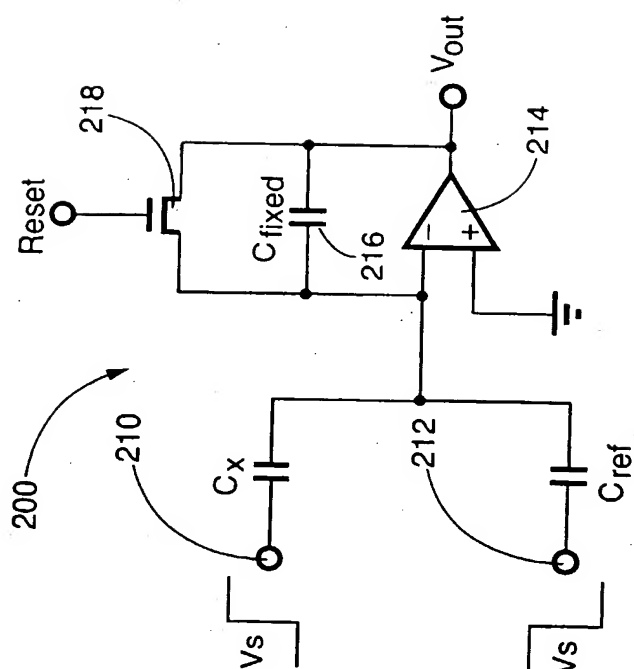 Reset
218
200
210
Cfixed
216
Vout
Cx
214
−
+
212
Vs
Cref
Vs